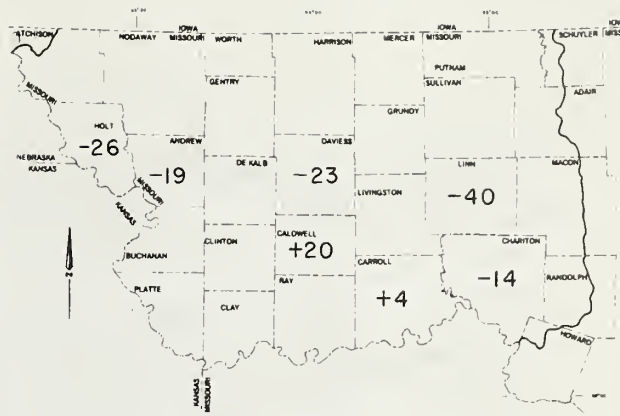 IOWA
MISSOURI
IOWA
MISSOURI
ATCHISON
NODAWAY
WORTH
HARRISON
MERCER
SCHUYLER
PUTNAM
SULLIVAN
GENTRY
ADAIR
MISSOURI
GRUNDY
HOLT
-26
ANDREW
-19
DAVIESS
-23
NEBRASKA
KANSAS
DE KALB
LINN
-40
MACON
MISSOURI
KANSAS
LIVINGSTON
CALDWELL
+20
CLINTON
CHARITON
-14
BUCHANAN
CARROLL
+4
PLATTE
RAY
RANDOLPH
CLAY
HOWARD
KANSAS
MISSOURI